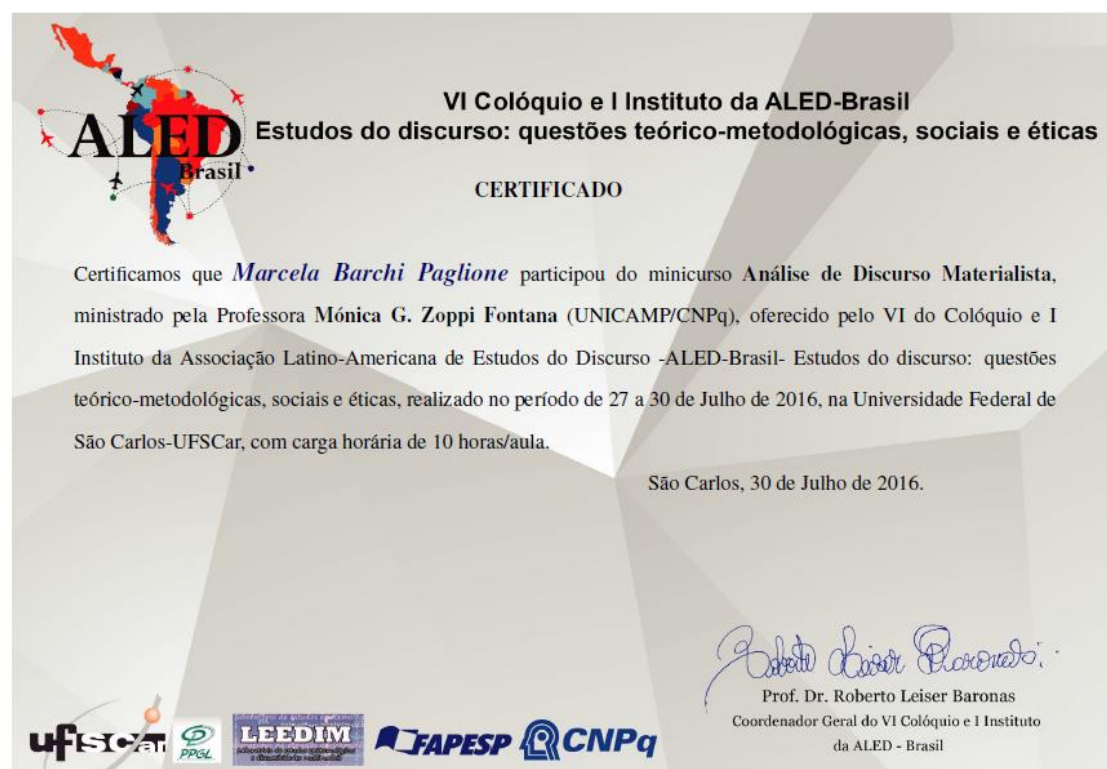 ALED
Brasil
VI Colóquio e I Instituto da ALED-Brasil
Estudos do discurso: questões teórico-metodológicas, sociais e éticas
CERTIFICADO
Certificamos que Marcela Barchi Paglione participou do minicurso Análise de Discurso Materialista,
ministrado pela Professora Mónica G. Zoppi Fontana (UNICAMP/CNPq), oferecido pelo VI do Colóquio e I
Instituto da Associação Latino-Americana de Estudos do Discurso -ALED-Brasil- Estudos do discurso: questões
teórico-metodológicas, sociais e éticas, realizado no período de 27 a 30 de Julho de 2016, na Universidade Federal de
São Carlos-UFSCar, com carga horária de 10 horas/aula.
São Carlos, 30 de Julho de 2016.
Roberto Leiser Baronas
Prof. Dr. Roberto Leiser Baronas
Coordenador Geral do VI Colóquio e I Instituto
da ALED - Brasil
ufscar
PPGL
LEEDIM
FAPESP
CNPq